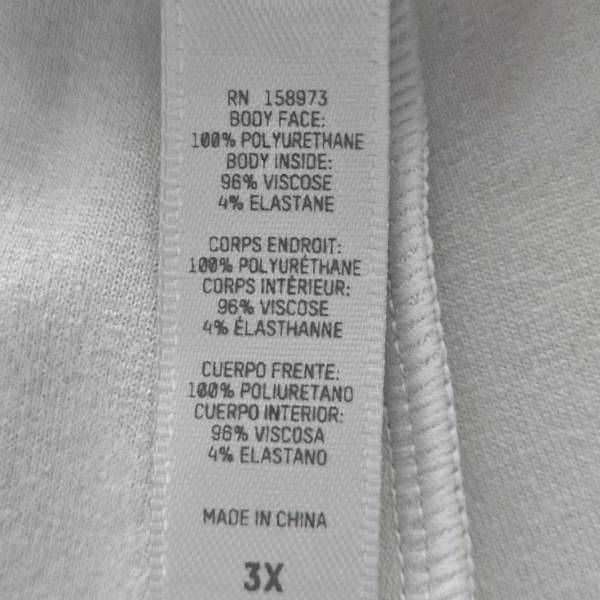 RN 158973
BODY FACE:
100% POLYURETHANE
BODY INSIDE:
96% VISCOSE
4% ELASTANE
CORPS ENDROIT:
100% POLYURÉTHANE
CORPS INTÉRIEUR:
96% VISCOSE
4% ÉLASTHANNE
CUERPO FRENTE:
100% POLIURETANO
CUERPO INTERIOR:
96% VISCOSA
4% ELASTANO
MADE IN CHINA
3X